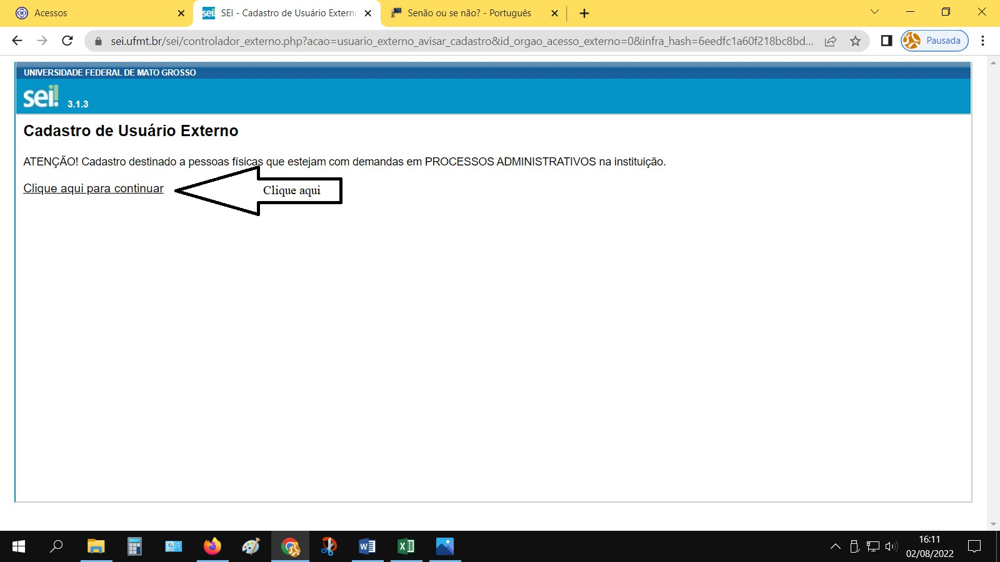 Acessos
SEI - Cadastro de Usuário Extern
Senão ou se não? - Português
sei.ufmt.br/sei/controlador_externo.php?acao=usuario_externo_avisar_cadastro&id_orgao_acesso_externo=0&infra_hash=6eedfc1a60f218bc8bd...
Pausada
UNIVERSIDADE FEDERAL DE MATO GROSSO
sei! 3.1.3
Cadastro de Usuário Externo
ATENÇÃO! Cadastro destinado a pessoas físicas que estejam com demandas em PROCESSOS ADMINISTRATIVOS na instituição.
Clique aqui para continuar
Clique aqui
16:11
02/08/2022